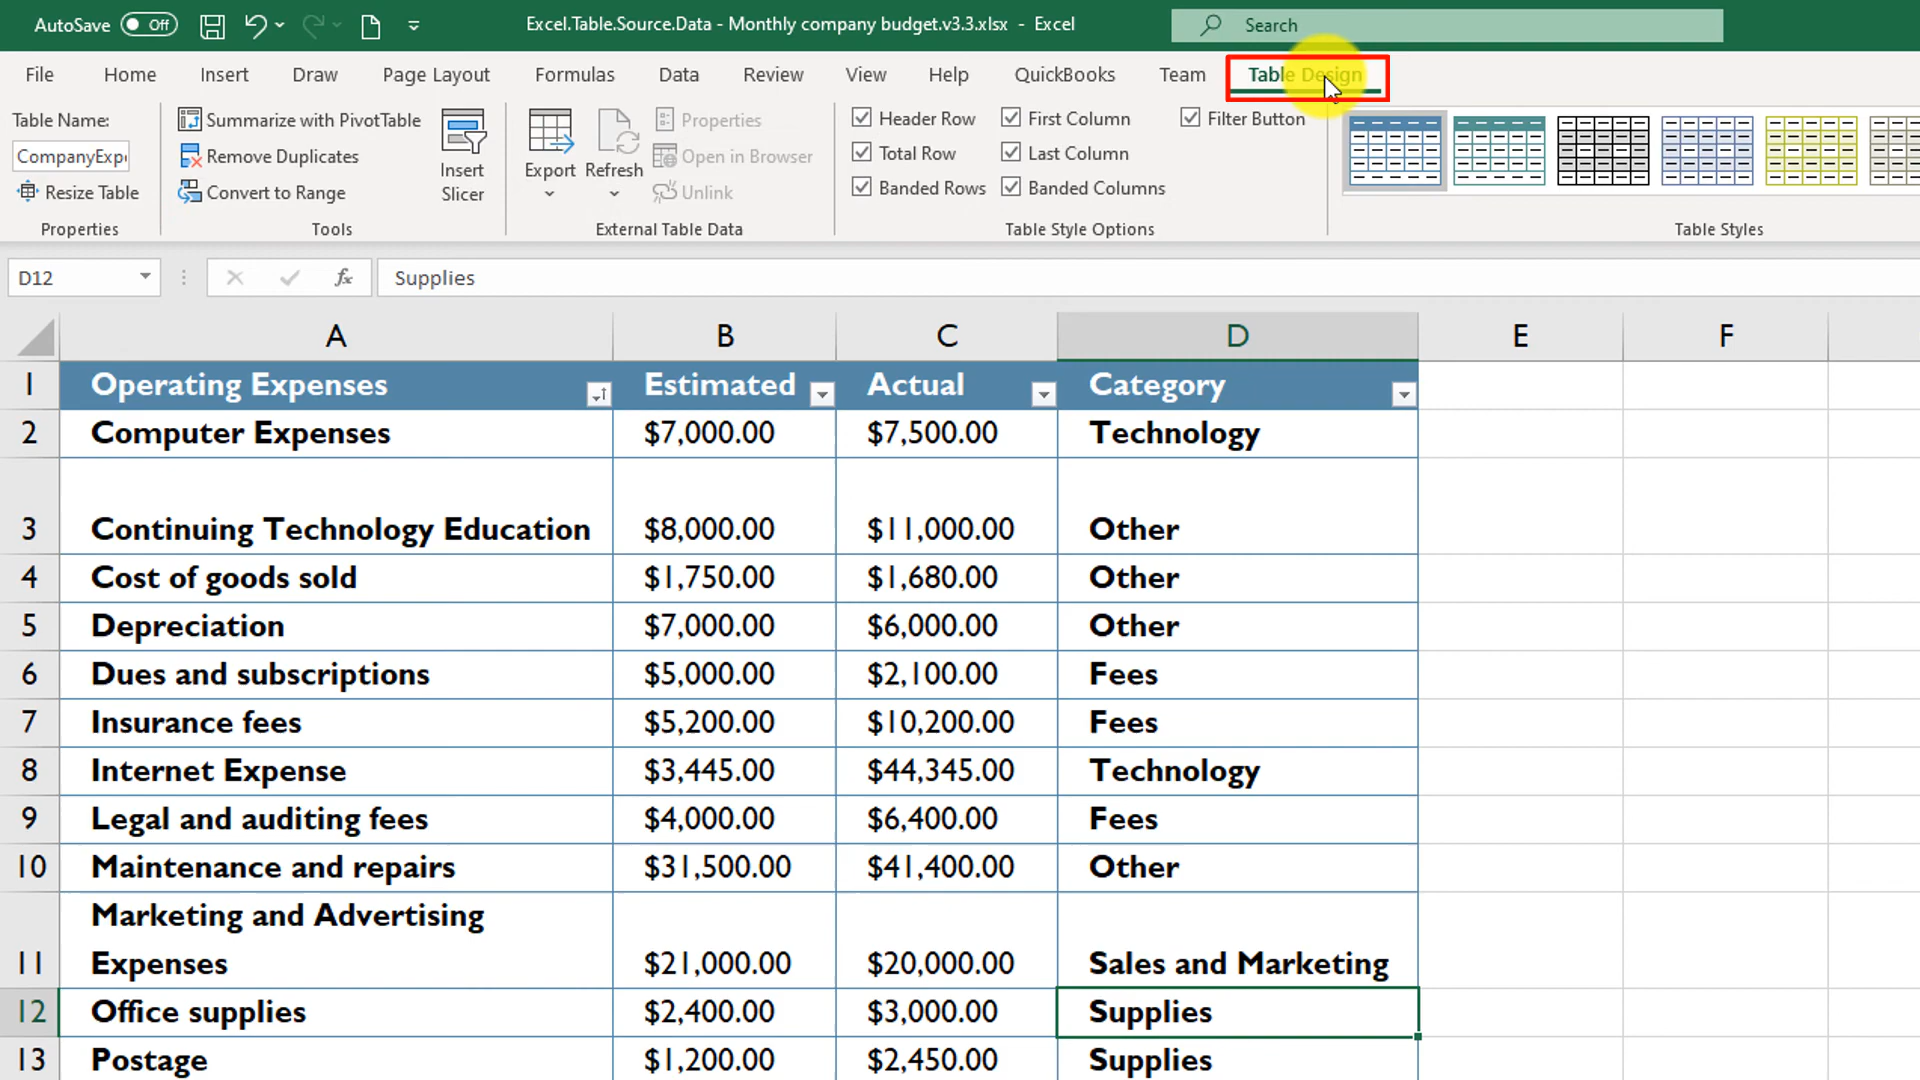 AutoSave Off Excel.Table.Source.Data - Monthly company budget.v3.3.xlsx - Excel Search
File Home Insert Draw Page Layout Formulas Data Review View Help QuickBooks Team Table Design
Table Name:
CompanyExp
Resize Table
Properties
Summarize with PivotTable
Remove Duplicates
Convert to Range
Tools
Insert
Slicer
Export
Refresh
Properties
Open in Browser
Unlink
External Table Data
Header Row First Column Filter Button
Total Row Last Column
Banded Rows Banded Columns
Table Style Options
Table Styles
D12 fx Supplies
A B C D E F
1 Operating Expenses Estimated Actual Category
2 Computer Expenses $7,000.00 $7,500.00 Technology
3 Continuing Technology Education $8,000.00 $11,000.00 Other
4 Cost of goods sold $1,750.00 $1,680.00 Other
5 Depreciation $7,000.00 $6,000.00 Other
6 Dues and subscriptions $5,000.00 $2,100.00 Fees
7 Insurance fees $5,200.00 $10,200.00 Fees
8 Internet Expense $3,445.00 $44,345.00 Technology
9 Legal and auditing fees $4,000.00 $6,400.00 Fees
10 Maintenance and repairs $31,500.00 $41,400.00 Other
Marketing and Advertising
11 Expenses $21,000.00 $20,000.00 Sales and Marketing
12 Office supplies $2,400.00 $3,000.00 Supplies
13 Postage $1,200.00 $2,450.00 Supplies